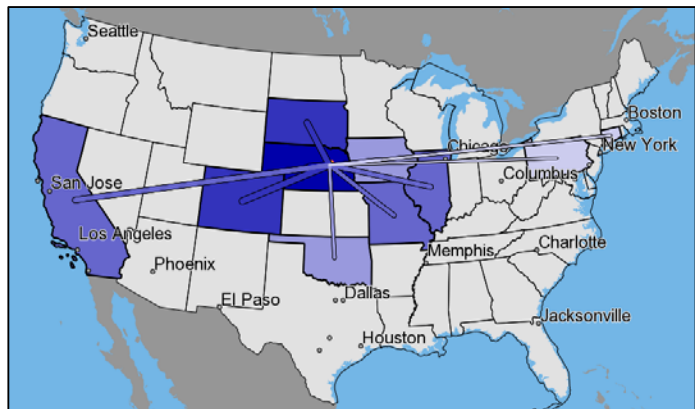 Seattle
Boston
Chicago
New York
Columbus
San Jose
Los Angeles
Memphis
Charlotte
Phoenix
El Paso
Dallas
Jacksonville
Houston